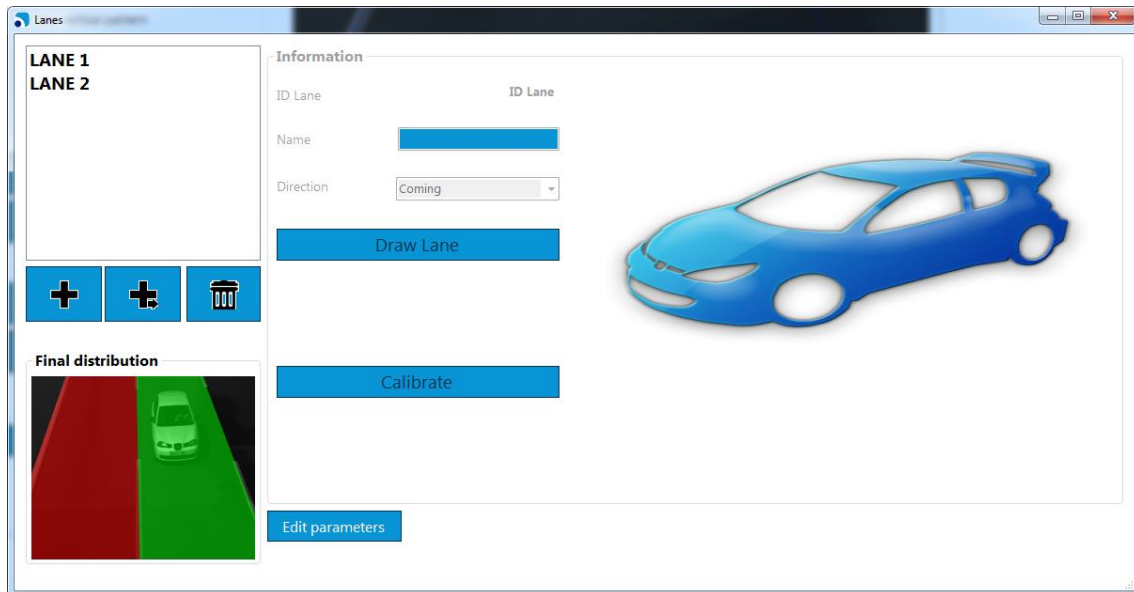 Lanes
LANE 1
LANE 2
Information
ID Lane
ID Lane
Name
Direction
Coming
Draw Lane
Calibrate
Final distribution
Edit parameters